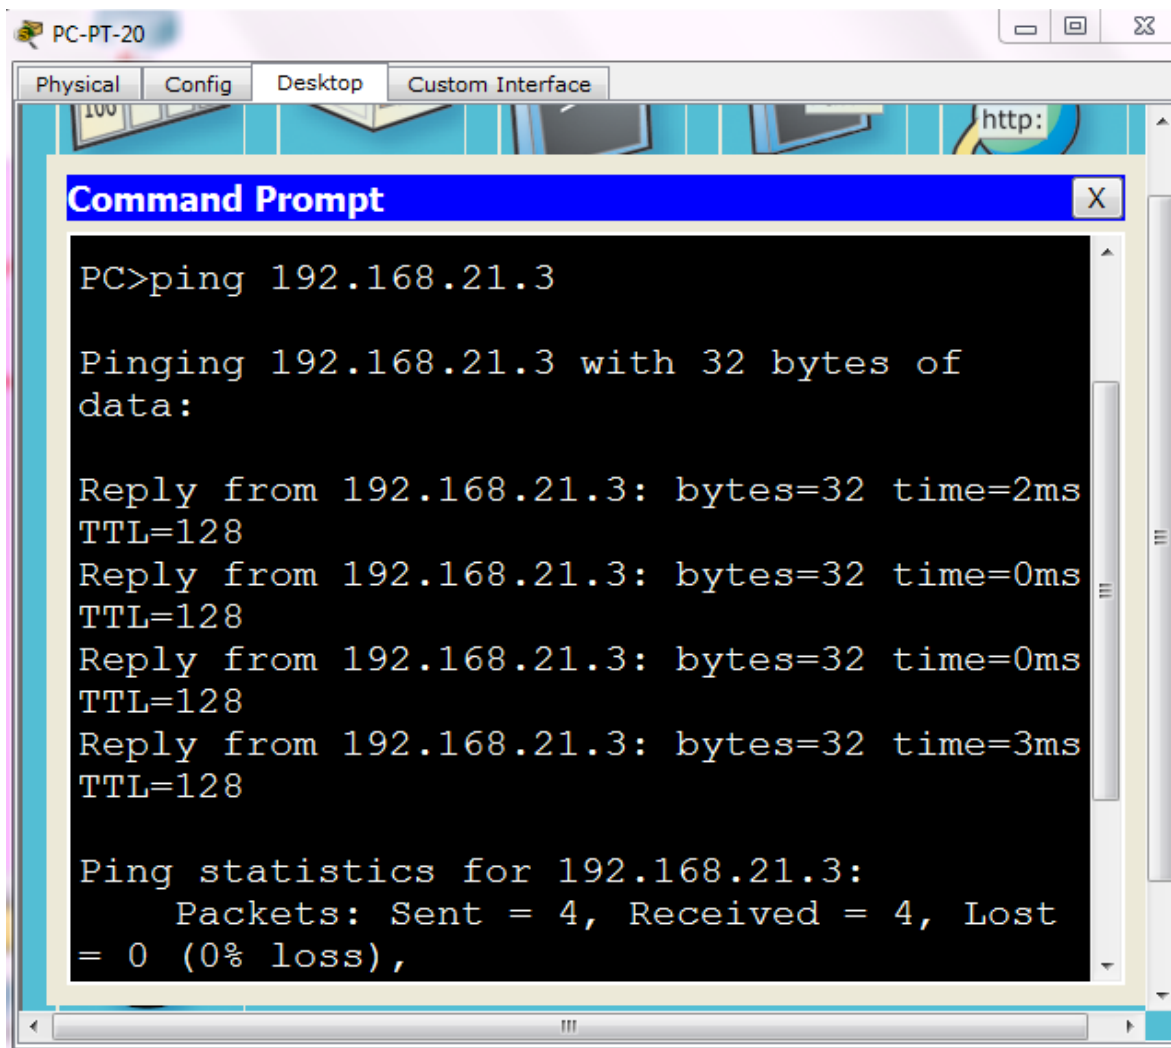 PC-PT-20
Physical Config Desktop Custom Interface
100
http:
Command Prompt X
PC>ping 192.168.21.3
Pinging 192.168.21.3 with 32 bytes of
data:
Reply from 192.168.21.3: bytes=32 time=2ms
TTL=128
Reply from 192.168.21.3: bytes=32 time=0ms
TTL=128
Reply from 192.168.21.3: bytes=32 time=0ms
TTL=128
Reply from 192.168.21.3: bytes=32 time=3ms
TTL=128
Ping statistics for 192.168.21.3:
Packets: Sent = 4, Received = 4, Lost
= 0 (0% loss),